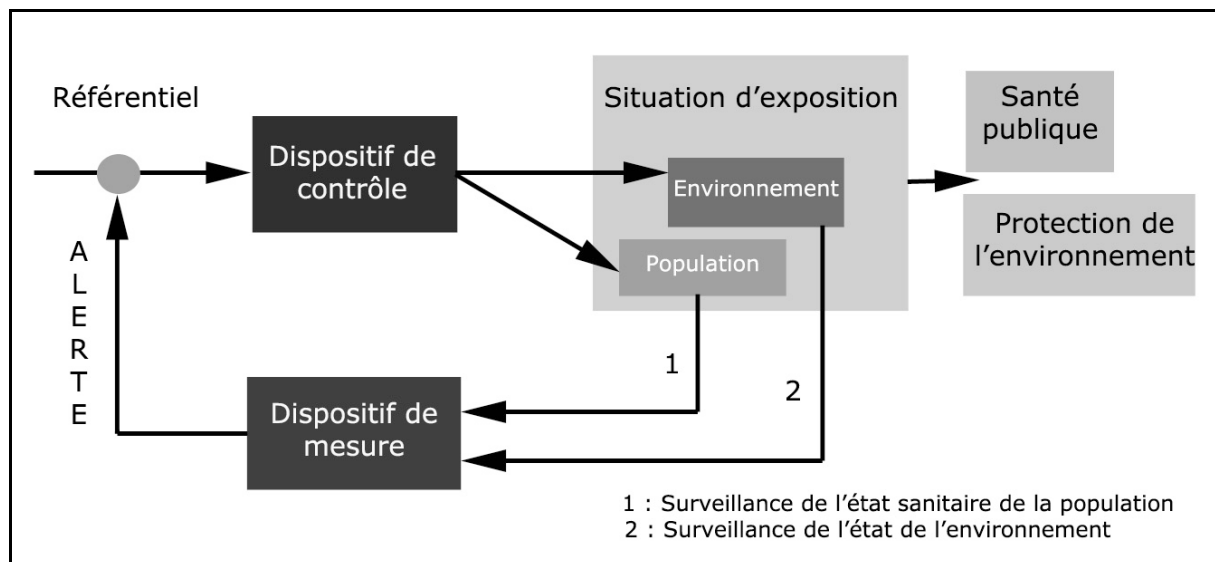 Référentiel
Dispositif de
contrôle
Situation d’exposition
Environnement
Population
Santé
publique
Protection de
l’environnement
A
L
E
R
T
E
Dispositif de
mesure
1
2
1 : Surveillance de l’état sanitaire de la population
2 : Surveillance de l’état de l’environnement